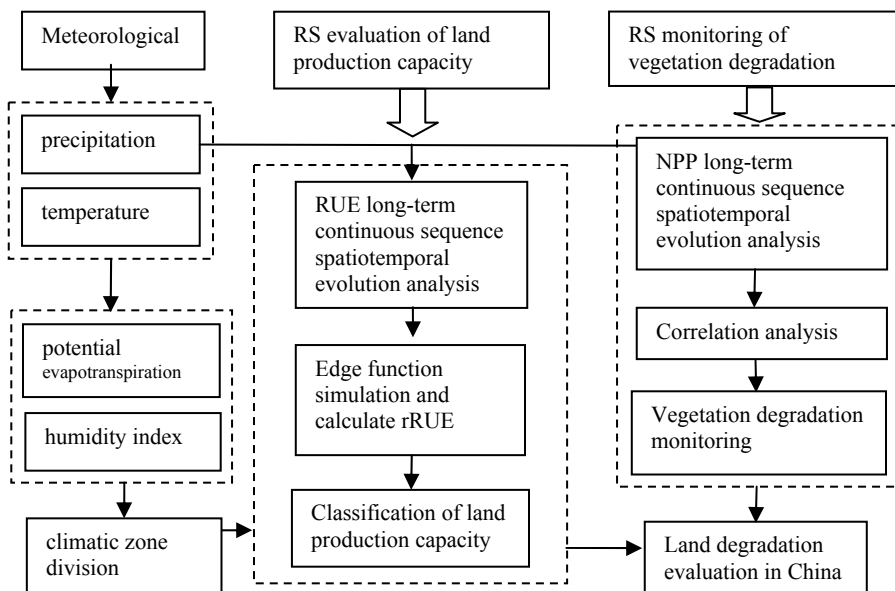 Meteorological
precipitation
temperature
potential
evapotranspiration
humidity index
climatic zone
division
RS evaluation of land
production capacity
RUE long-term
continuous sequence
spatiotemporal
evolution analysis
Edge function
simulation and
calculate rRUE
Classification of land
production capacity
RS monitoring of
vegetation degradation
NPP long-term
continuous sequence
spatiotemporal
evolution analysis
Correlation analysis
Vegetation degradation
monitoring
Land degradation
evaluation in China